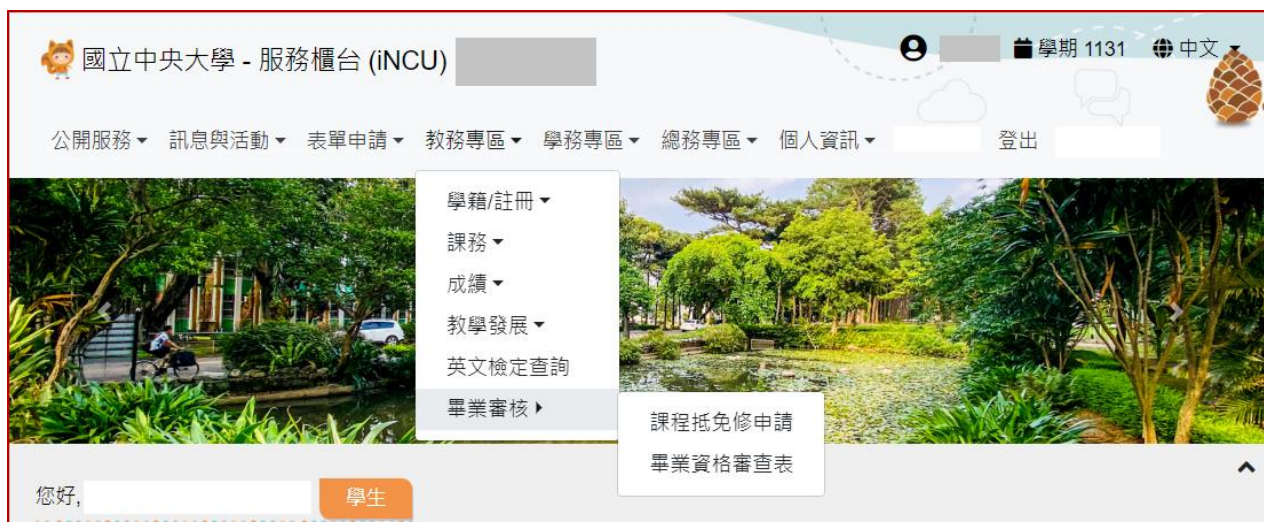 國立中央大學 - 服務櫃台 (iNCU)
學期 1131 中文
公開服務 訊息與活動 表單申請 教務專區 學務專區 總務專區 個人資訊 登出
學籍/註冊
課務
成績
教學發展
英文檢定查詢
畢業審核
課程抵免修申請
畢業資格審查表
您好, 學生